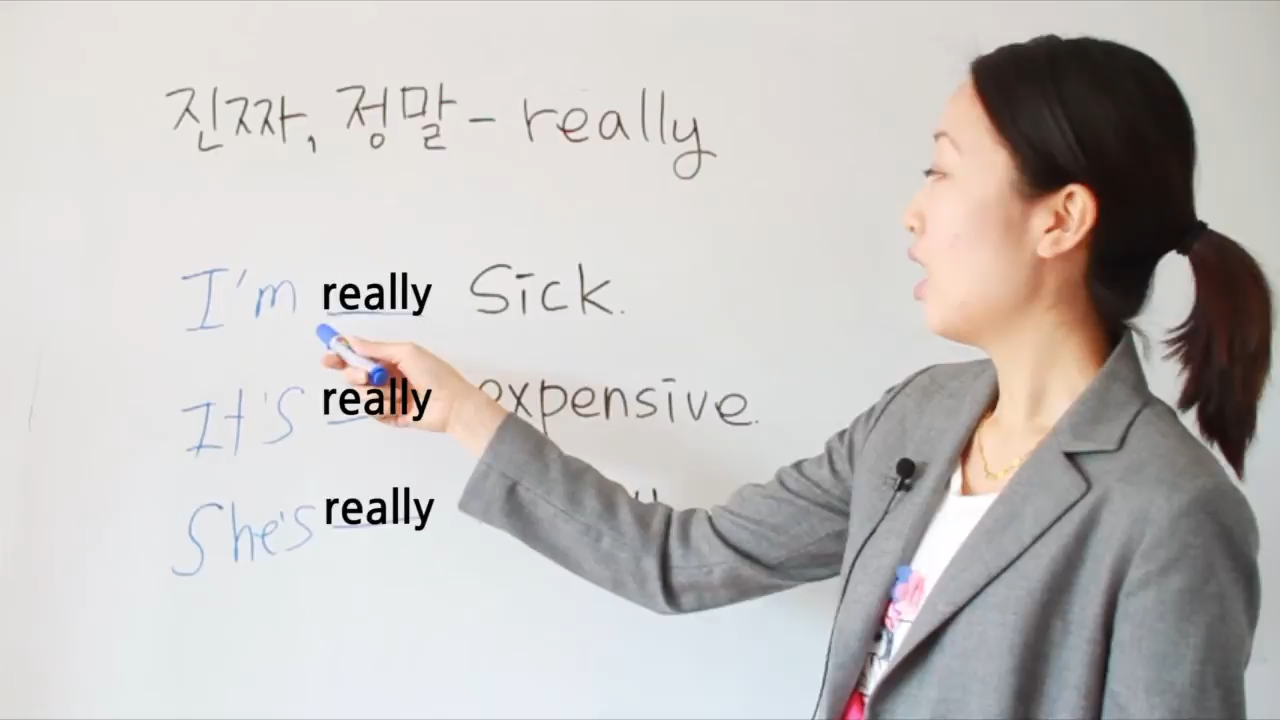 진짜, 정말 - really
I'm really Sick.
It's really expensive.
She's really